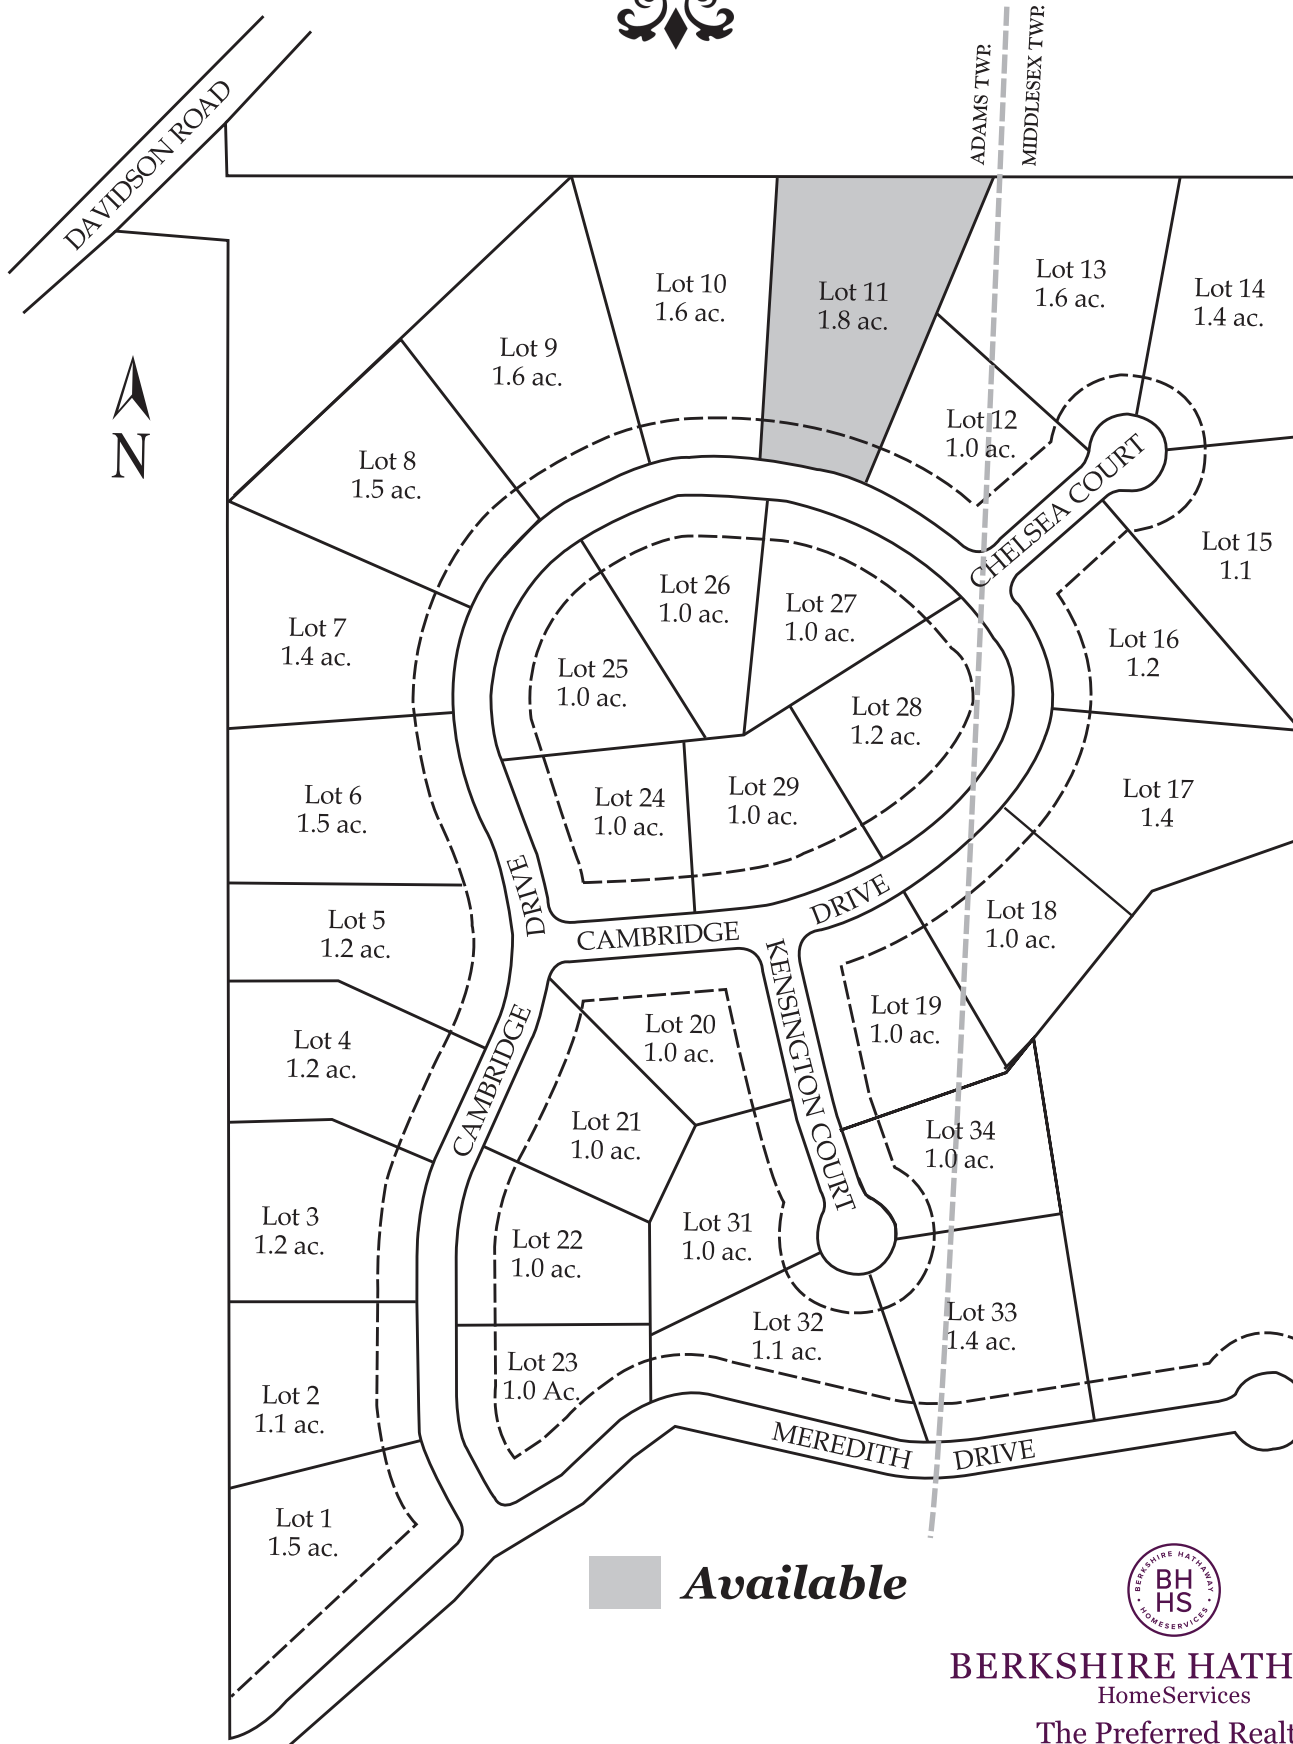 ADAMS TWP.
MIDDLESEX TWP.
DAVIDSON ROAD
N
Lot 10
1.6 ac.
Lot 11
1.8 ac.
Lot 13
1.6 ac.
Lot 14
1.4 ac.
Lot 9
1.6 ac.
Lot 12
1.0 ac.
Lot 8
1.5 ac.
CHELSEA COURT
Lot 15
1.1
Lot 26
1.0 ac.
Lot 27
1.0 ac.
Lot 7
1.4 ac.
Lot 16
1.2
Lot 25
1.0 ac.
Lot 28
1.2 ac.
Lot 6
1.5 ac.
Lot 24
1.0 ac.
Lot 29
1.0 ac.
Lot 17
1.4
DRIVE
CAMBRIDGE
DRIVE
Lot 5
1.2 ac.
Lot 18
1.0 ac.
KENSINGTON COURT
Lot 19
1.0 ac.
Lot 4
1.2 ac.
CAMBRIDGE
Lot 20
1.0 ac.
Lot 21
1.0 ac.
Lot 34
1.0 ac.
Lot 3
1.2 ac.
Lot 22
1.0 ac.
Lot 31
1.0 ac.
Lot 32
1.1 ac.
Lot 33
1.4 ac.
Lot 23
1.0 Ac.
Lot 2
1.1 ac.
MEREDITH DRIVE
Lot 1
1.5 ac.
Available
BERKSHIRE HATHAWAY
BH
HS
HOMESERVICES
BERKSHIRE HATH
HomeServices
The Preferred Realt